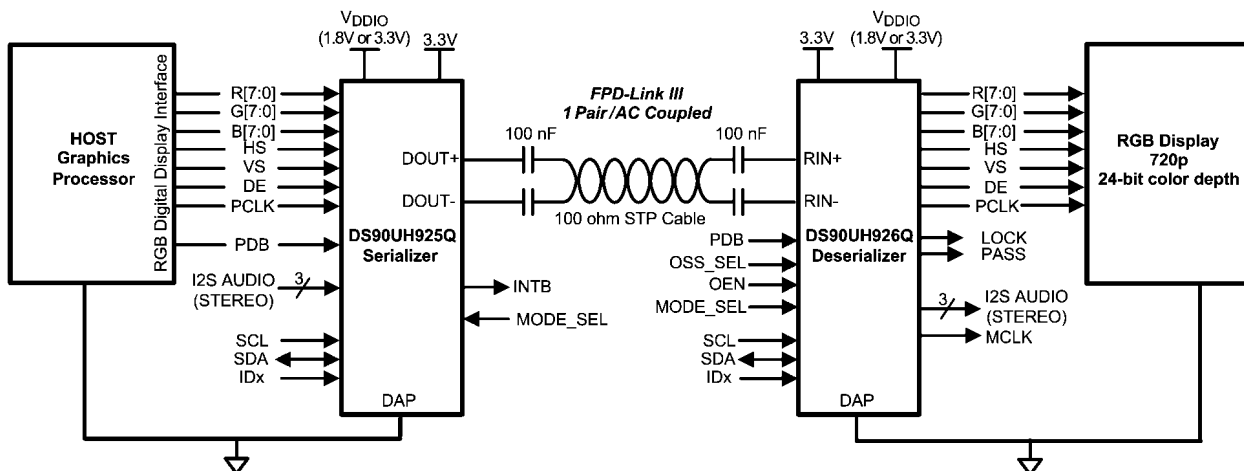 VDDIO
(1.8V or 3.3V)
3.3V
HOST
Graphics
Processor
RGB Digital Display Interface
R[7:0]
G[7:0]
B[7:0]
HS
VS
DE
PCLK
PDB
I2S AUDIO
(STEREO)
3
SCL
SDA
IDx
DOUT+
DOUT-
DS90UH925Q
Serializer
DAP
INTB
MODE_SEL
FPD-Link III
1 Pair /AC Coupled
100 nF
100 nF
100 ohm STP Cable
3.3V
VDDIO
(1.8V or 3.3V)
RIN+
RIN-
DS90UH926Q
Deserializer
DAP
PDB
OSS_SEL
OEN
MODE_SEL
SCL
SDA
IDx
R[7:0]
G[7:0]
B[7:0]
HS
VS
DE
PCLK
LOCK
PASS
3
I2S AUDIO
(STEREO)
MCLK
RGB Display
720p
24-bit color depth